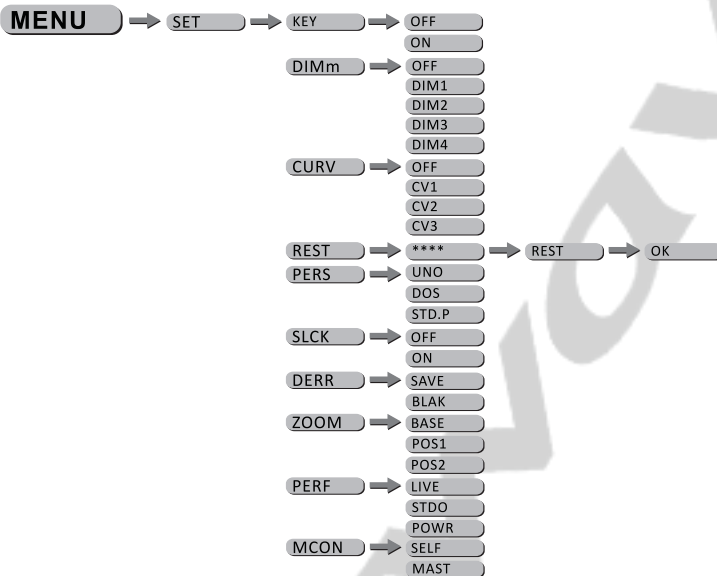 MENU SET KEY OFF
ON
DIMm OFF
DIM1
DIM2
DIM3
DIM4
CURV OFF
CV1
CV2
CV3
REST **** REST OK
PERS UNO
DOS
STD.P
SLCK OFF
ON
DERR SAVE
BLAK
ZOOM BASE
POS1
POS2
PERF LIVE
STDO
POWR
MCON SELF
MAST